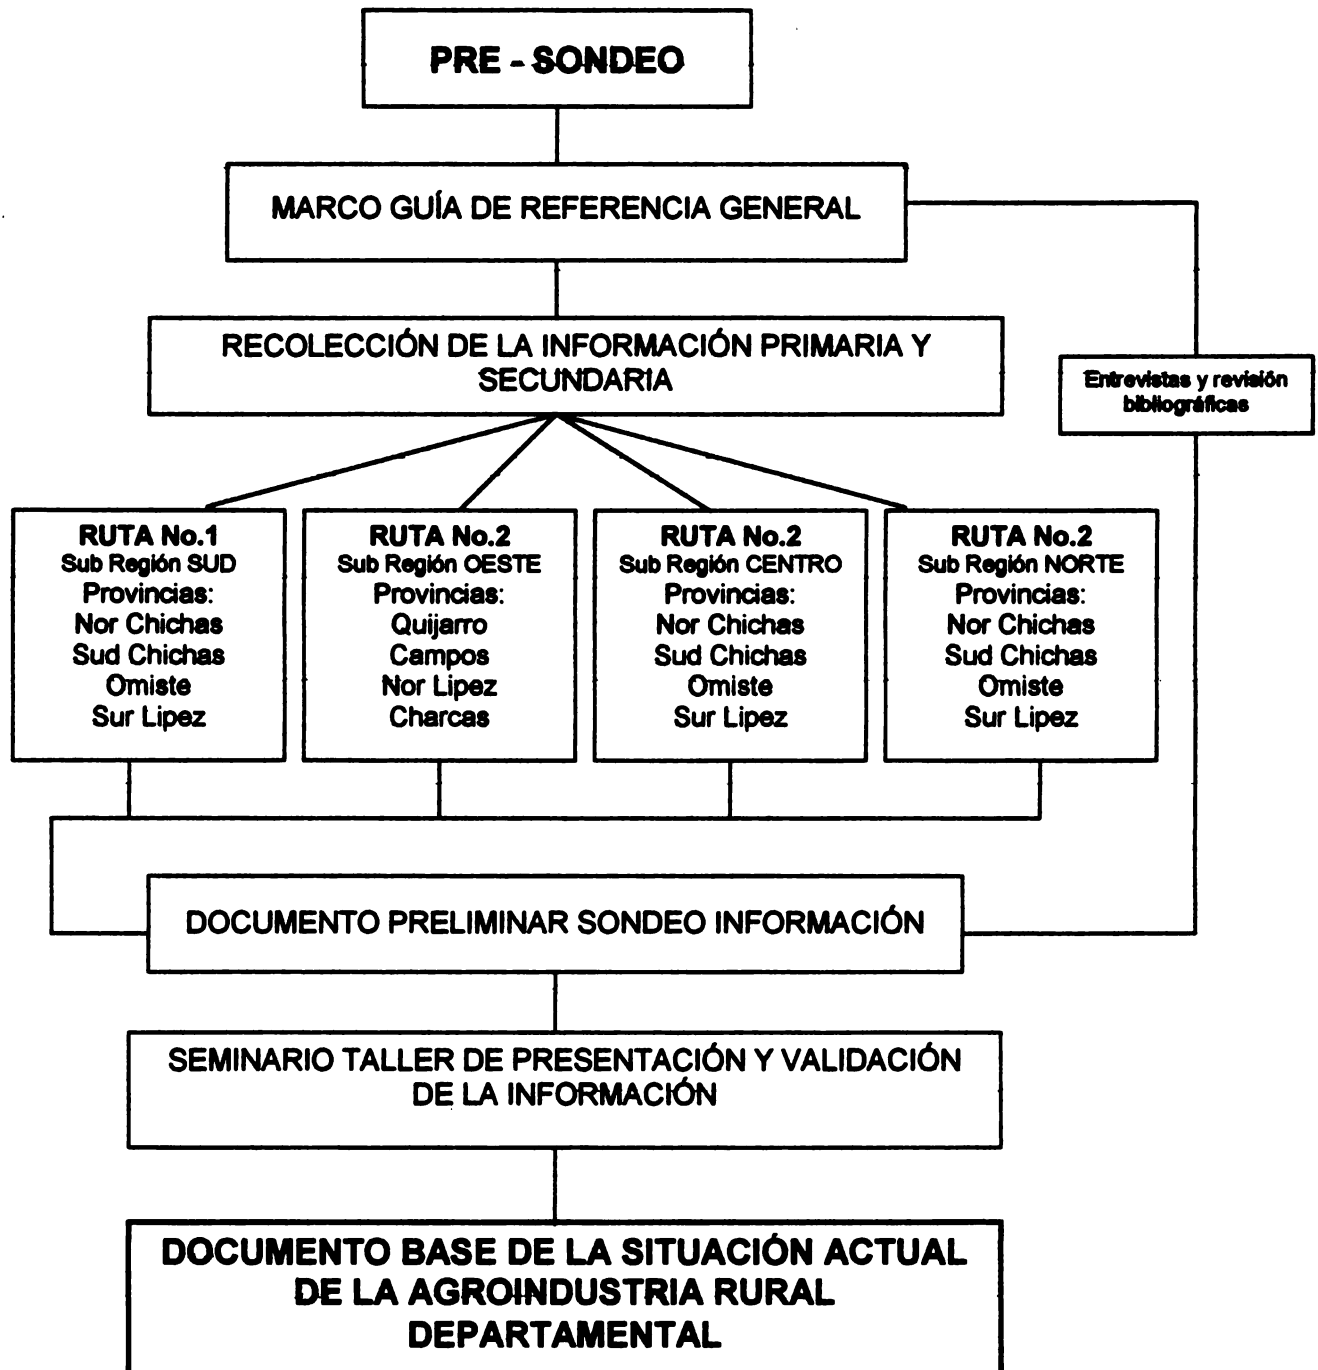 PRE - SONDEO
MARCO GUÍA DE REFERENCIA GENERAL
RECOLECCIÓN DE LA INFORMACIÓN PRIMARIA Y
SECUNDARIA
Entrevistas y revisión
bibliográficas
RUTA No.1
Sub Región SUD
Provincias:
Nor Chichas
Sud Chichas
Omiste
Sur Lipez
RUTA No.2
Sub Región OESTE
Provincias:
Quijarro
Campos
Nor Lipez
Charcas
RUTA No.2
Sub Región CENTRO
Provincias:
Nor Chichas
Sud Chichas
Omiste
Sur Lipez
RUTA No.2
Sub Región NORTE
Provincias:
Nor Chichas
Sud Chichas
Omiste
Sur Lipez
DOCUMENTO PRELIMINAR SONDEO INFORMACIÓN
SEMINARIO TALLER DE PRESENTACIÓN Y VALIDACIÓN
DE LA INFORMACIÓN
DOCUMENTO BASE DE LA SITUACIÓN ACTUAL
DE LA AGROINDUSTRIA RURAL
DEPARTAMENTAL